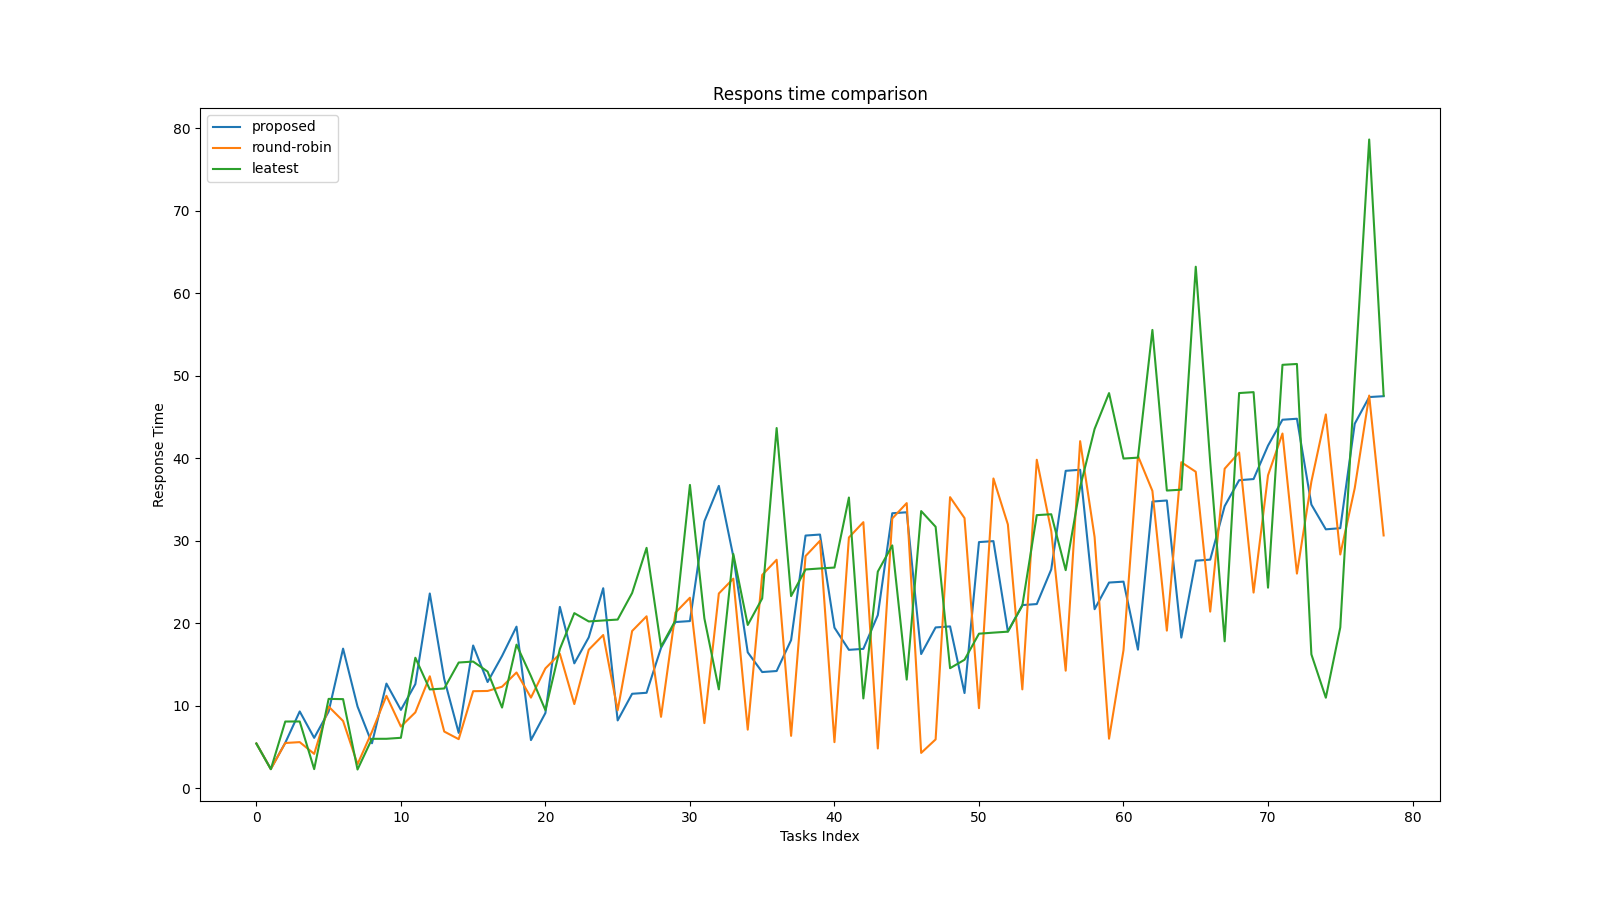 Respons time comparison
proposed
round-robin
leatest
80
70
60
50
40
30
20
10
0
Response Time
0 10 20 30 40 50 60 70 80
Tasks Index